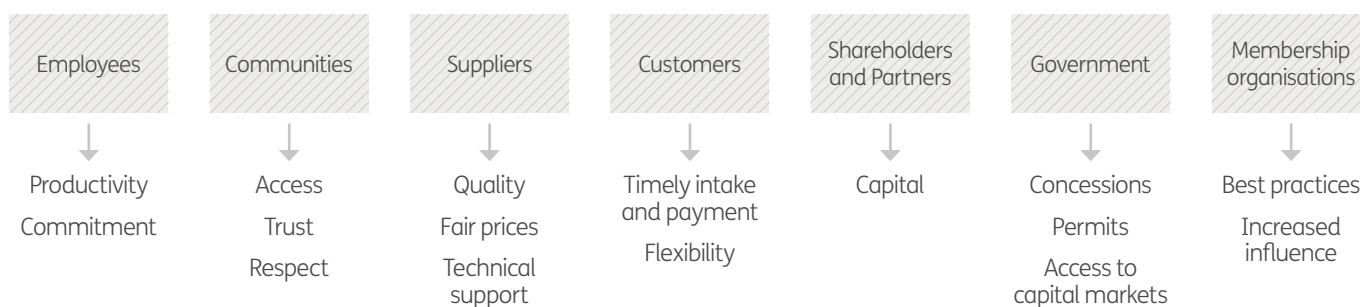 Employees
Communities
Suppliers
Customers
Shareholders
and Partners
Government
Membership
organisations
Productivity
Commitment
Access
Trust
Respect
Quality
Fair prices
Technical
support
Timely intake
and payment
Flexibility
Capital
Concessions
Permits
Access to
capital markets
Best practices
Increased
influence